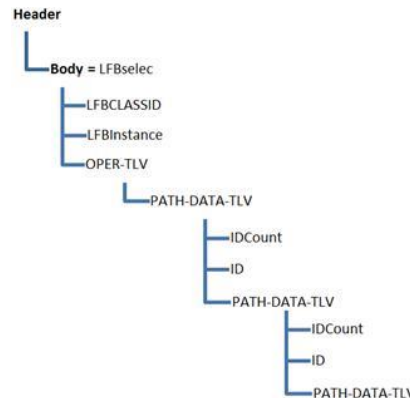 Header
Body = LFBselec
LFBCLASSID
LFBInstance
OPER-TLV
PATH-DATA-TLV
IDCount
ID
PATH-DATA-TLV
IDCount
ID
PATH-DATA-TLV